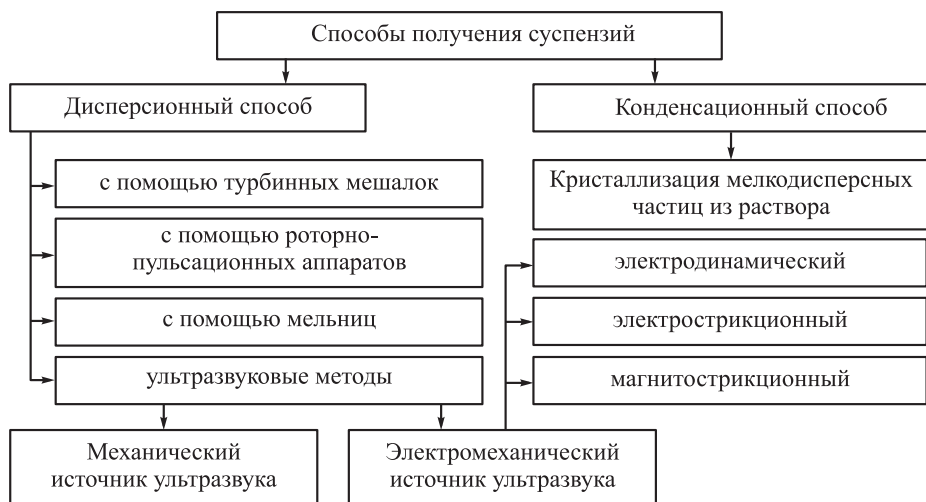 Способы получения суспензий
Дисперсионный способ
с помощью турбинных мешалок
с помощью роторно-
пульсационных аппаратов
с помощью мельниц
ультразвуковые методы
Механический
источник ультразвука
Электромеханический
источник ультразвука
электродинамический
электрострикционный
магнитострикционный
Конденсационный способ
Кристаллизация мелкодисперсных
частиц из раствора